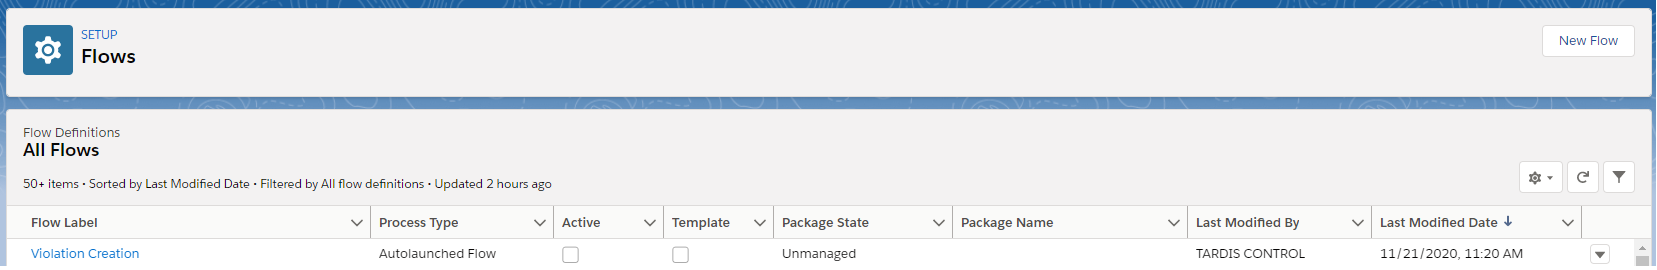 SETUP
Flows
New Flow
Flow Definitions
All Flows
50+ items • Sorted by Last Modified Date • Filtered by All flow definitions • Updated 2 hours ago
Flow Label Process Type Active Template Package State Package Name Last Modified By Last Modified Date ↓
Violation Creation Autolaunched Flow Unmanaged TARDIS CONTROL 11/21/2020, 11:20 AM